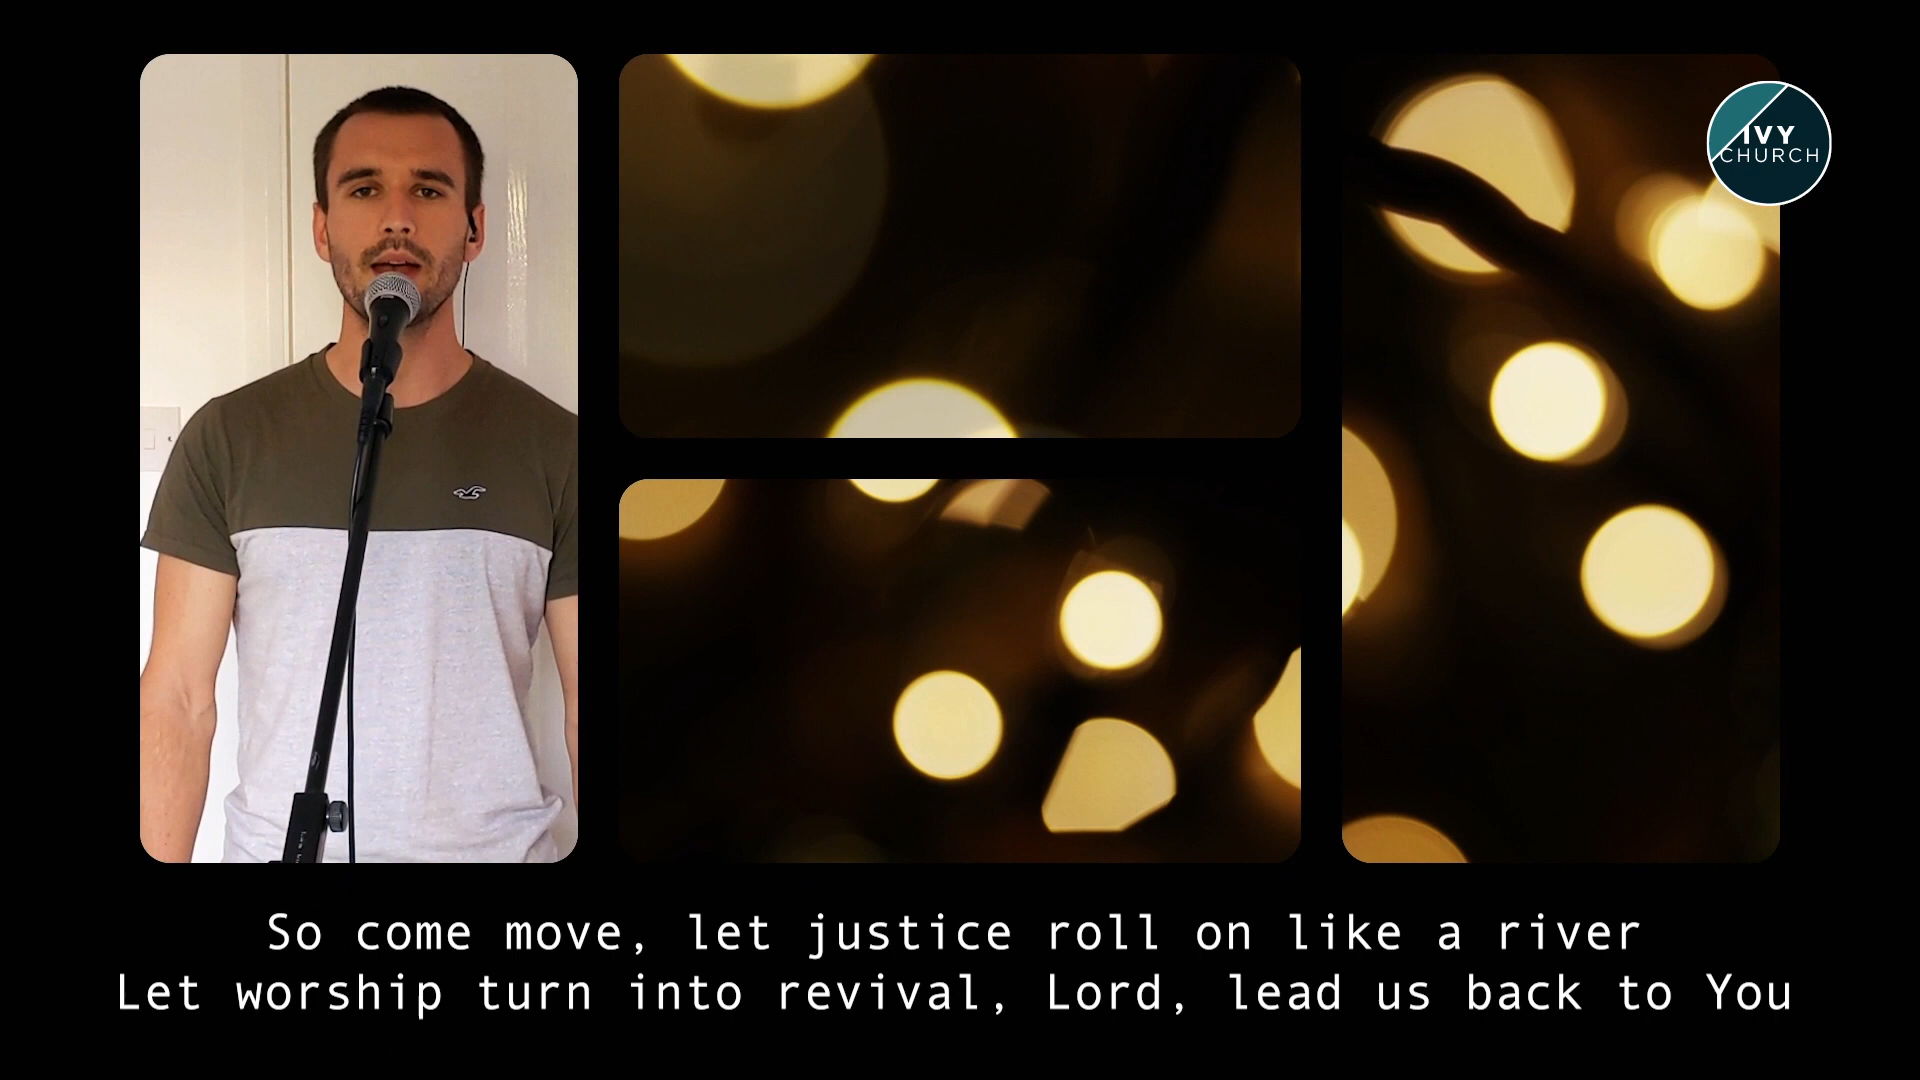 IVY
CHURCH
So come move, let justice roll on like a river
Let worship turn into revival, Lord, lead us back to You